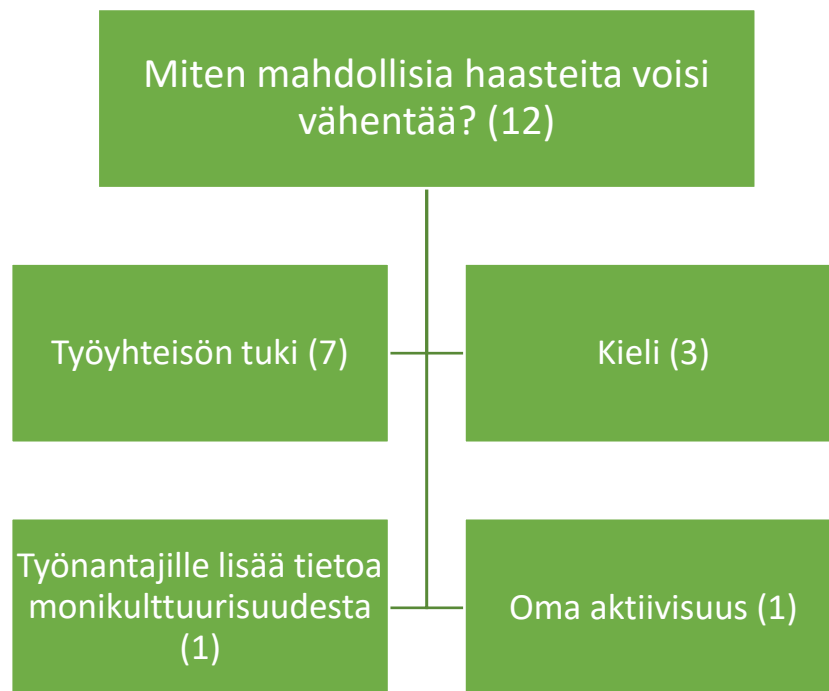 Miten mahdollisia haasteita voisi
vähentää? (12)
Työyhteisön tuki (7)
Kieli (3)
Työnantajille lisää tietoa
monikulttuurisuudesta
(1)
Oma aktiivisuus (1)